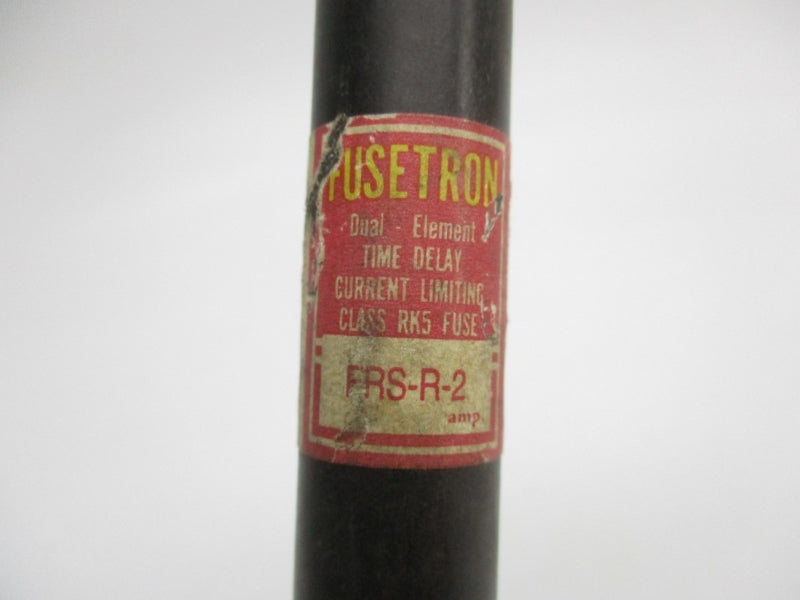 FUSETRON
Dual - Element
TIME DELAY
CURRENT LIMITING
CLASS RK5 FUSE
FRS-R-2
amp.